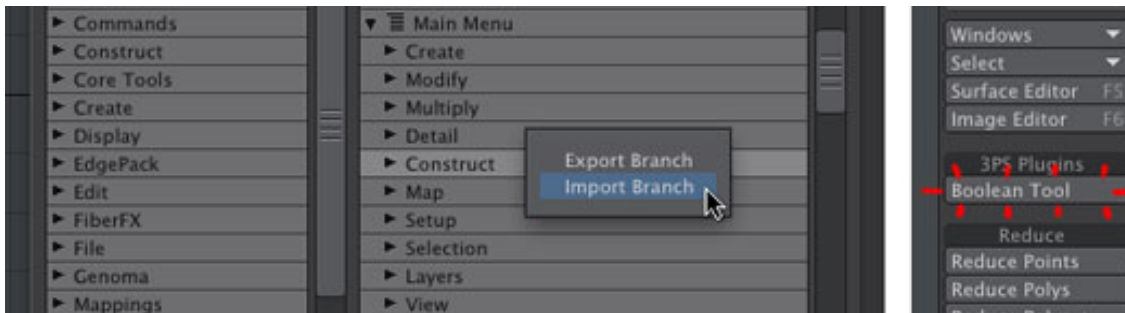 Commands
Construct
Core Tools
Create
Display
EdgePack
Edit
FiberFX
File
Genoma
Mappings
Main Menu
Create
Modify
Multiply
Detail
Construct
Map
Setup
Selection
Layers
View
Export Branch
Import Branch
Windows
Select
Surface Editor F5
Image Editor F6
3PS Plugins
Boolean Tool
Reduce
Reduce Points
Reduce Polys